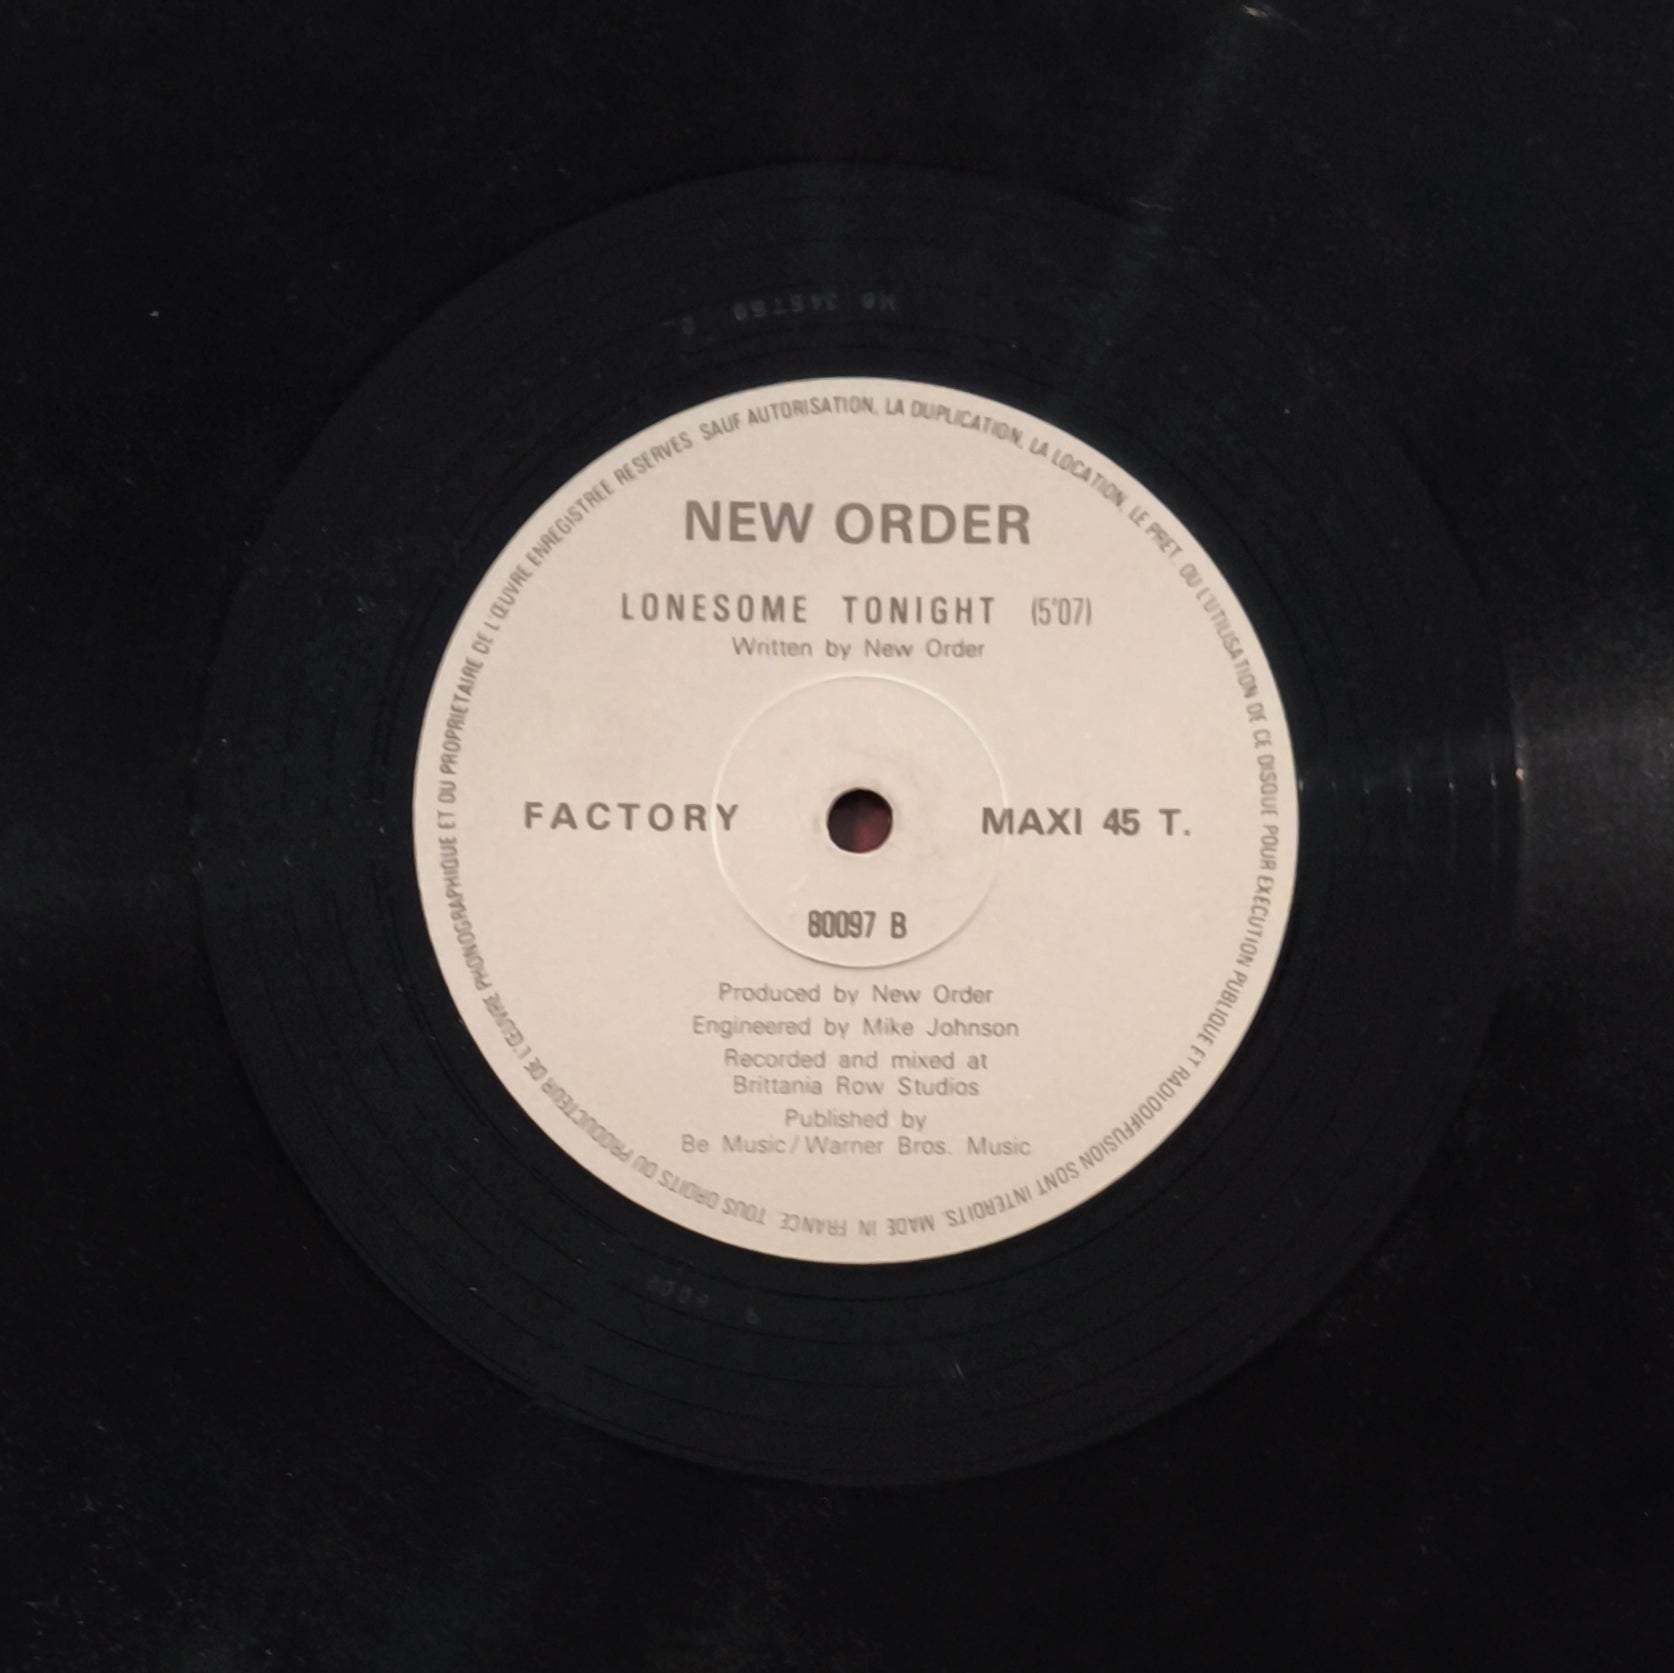 NEW ORDER
LONESOME TONIGHT (5'07)
Written by New Order
FACTORY
MAXI 45 T.
80097 B
Produced by New Order
Engineered by Mike Johnson
Recorded and mixed at
Brittania Row Studios
Published by
Be Music / Warner Bros. Music
TOUS DROITS DU PRODUCTEUR DE L'ŒUVRE PHONOGRAPHIQUE ET DU PROPRIETAIRE DE L'ŒUVRE ENREGISTREE RESERVES. SAUF AUTORISATION, LA DUPLICATION, LA LOCATION, LE PRET, OU L'UTILISATION DE CE DISQUE POUR EXECUTION PUBLIQUE ET RADIODIFFUSION SONT INTERDITS. MADE IN FRANCE.